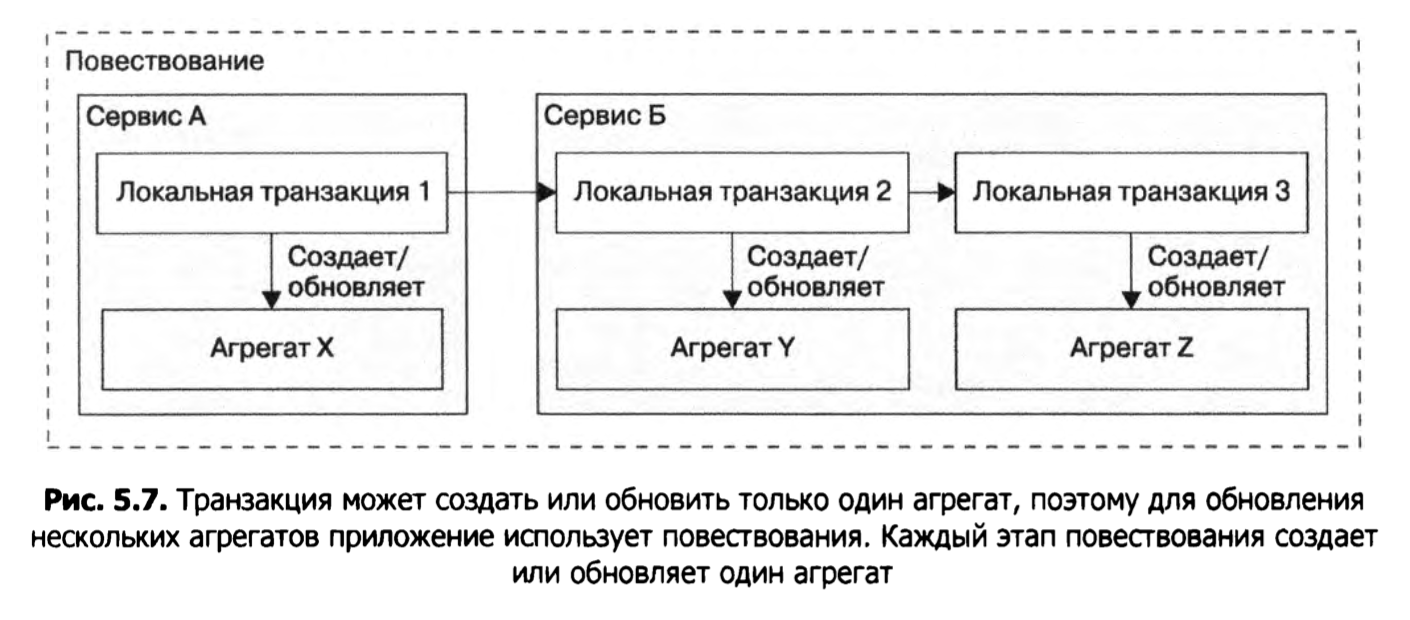 Повествование
Сервис А
Сервис Б
Локальная транзакция 1
Локальная транзакция 2
Локальная транзакция 3
Создает/
обновляет
Создает/
обновляет
Создает/
обновляет
Агрегат X
Агрегат Y
Агрегат Z
Рис. 5.7. Транзакция может создать или обновить только один агрегат, поэтому для обновления
нескольких агрегатов приложение использует повествования. Каждый этап повествования создает
или обновляет один агрегат